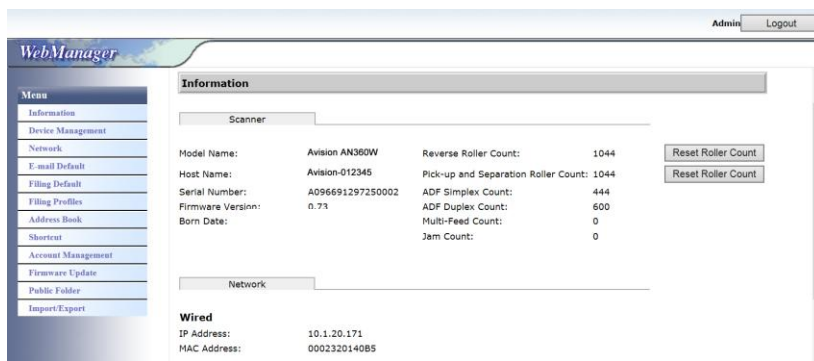 Admin Logout
WebManager
Menu
Information
Device Management
Network
E-mail Default
Filing Default
Filing Profiles
Address Book
Shortcut
Account Management
Firmware Update
Public Folder
Import/Export
Information
Scanner
Model Name: Avision AN360W Reverse Roller Count: 1044 Reset Roller Count
Host Name: Avision-012345 Pick-up and Separation Roller Count: 1044 Reset Roller Count
Serial Number: A096691297250002 ADF Simplex Count: 444
Firmware Version: 0.73 ADF Duplex Count: 600
Born Date: Multi-Feed Count: 0
Jam Count: 0
Network
Wired
IP Address: 10.1.20.171
MAC Address: 0002320140B5